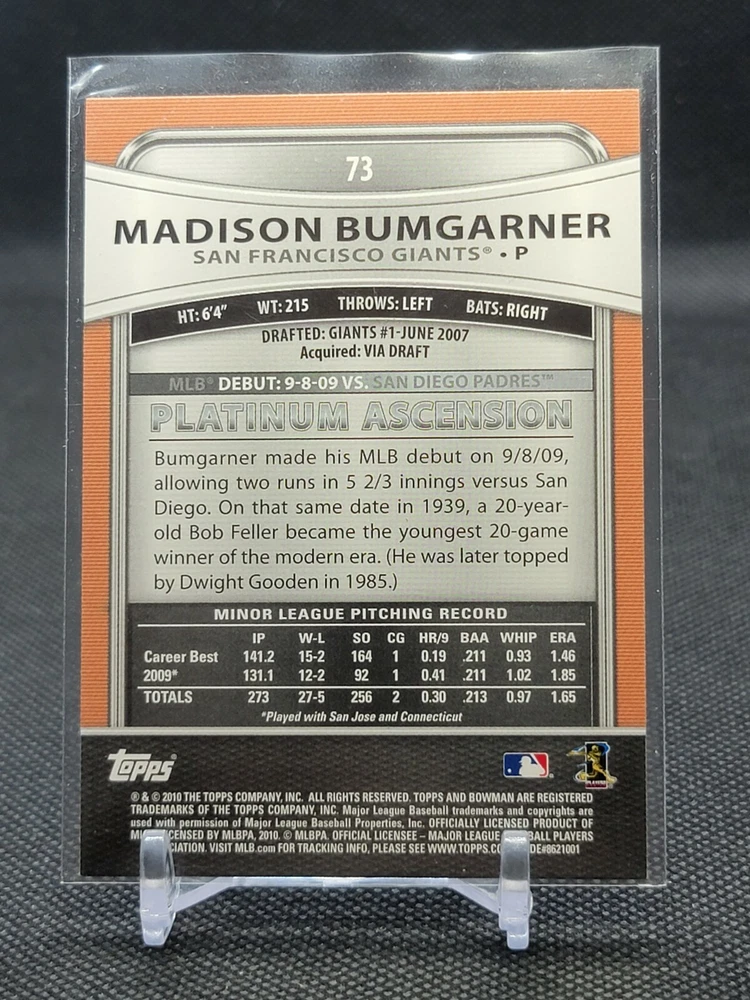 73
MADISON BUMGARNER
SAN FRANCISCO GIANTS® • P
HT: 6'4" WT: 215 THROWS: LEFT BATS: RIGHT
DRAFTED: GIANTS #1-JUNE 2007
Acquired: VIA DRAFT
MLB® DEBUT: 9-8-09 VS. SAN DIEGO PADRES™
PLATINUM ASCENSION
Bumgarner made his MLB debut on 9/8/09,
allowing two runs in 5 2/3 innings versus San
Diego. On that same date in 1939, a 20-year-
old Bob Feller became the youngest 20-game
winner of the modern era. (He was later topped
by Dwight Gooden in 1985.)
MINOR LEAGUE PITCHING RECORD
IP W-L SO CG HR/9 BAA WHIP ERA
Career Best 141.2 15-2 164 1 0.19 .211 0.93 1.46
2009* 131.1 12-2 92 1 0.41 .211 1.02 1.85
TOTALS 273 27-5 256 2 0.30 .213 0.97 1.65
*Played with San Jose and Connecticut
topps®
® & © 2010 THE TOPPS COMPANY, INC. ALL RIGHTS RESERVED. TOPPS AND BOWMAN ARE REGISTERED
TRADEMARKS OF THE TOPPS COMPANY, INC. Major League Baseball trademarks and copyrights are
used with permission of Major League Baseball Properties, Inc. OFFICIALLY LICENSED PRODUCT OF
LICENSED BY MLBPA, 2010. © MLBPA. OFFICIAL LICENSEE – MAJOR LEAGUE BALL PLAYERS
CIATION. VISIT MLB.com FOR TRACKING INFO, PLEASE SEE WWW.TOPPS.CO DE#8621001